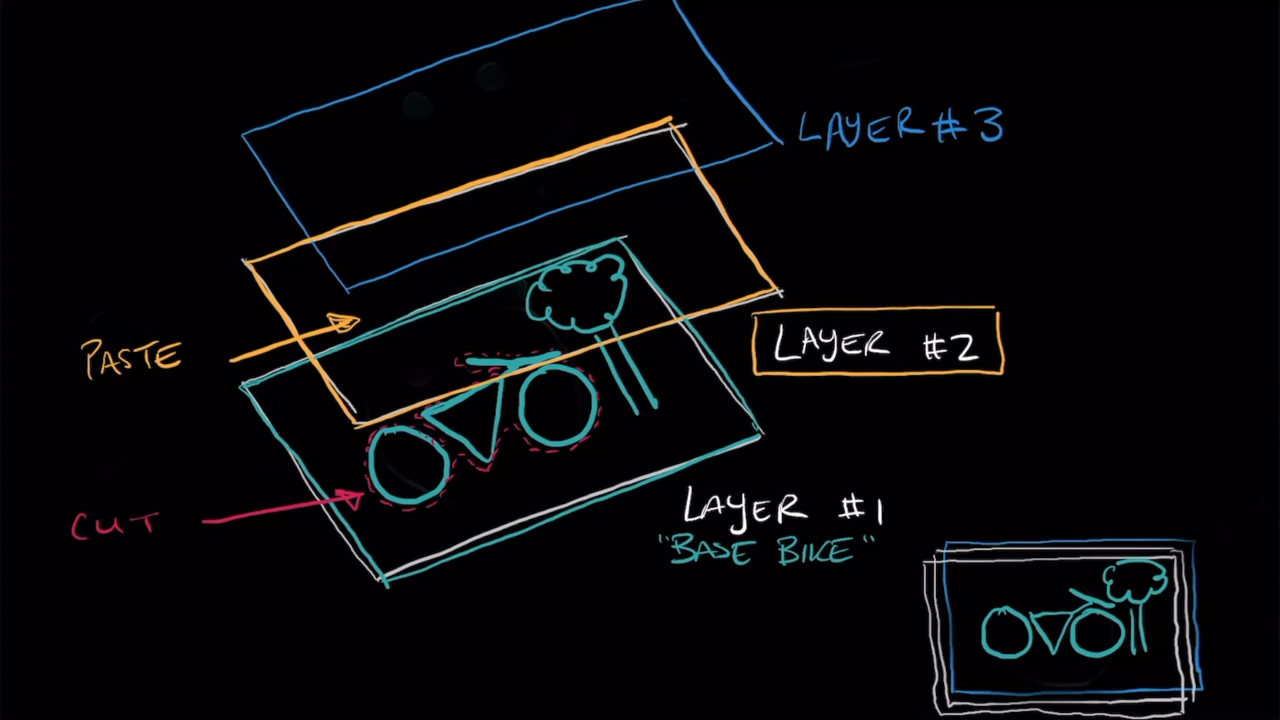 LAYER #3
LAYER #2
PASTE
CUT
LAYER #1
"BASE BIKE"